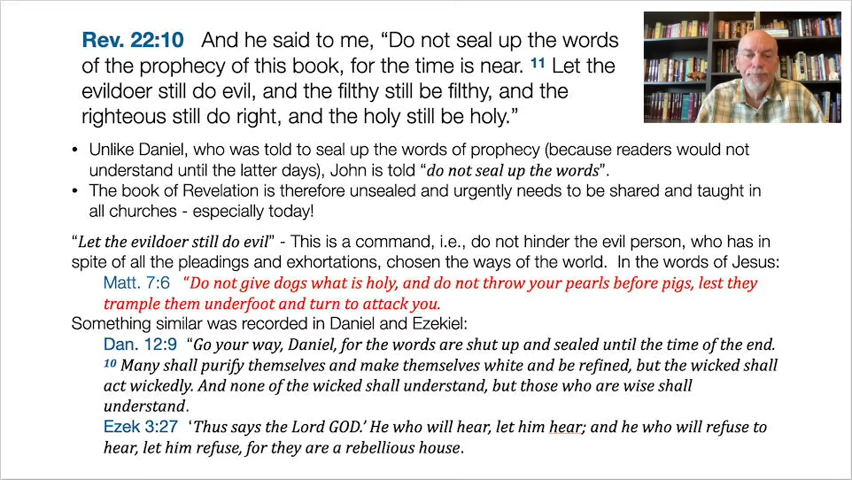 Rev. 22:10 And he said to me, “Do not seal up the words
of the prophecy of this book, for the time is near. 11 Let the
evildoer still do evil, and the filthy still be filthy, and the
righteous still do right, and the holy still be holy.”
• Unlike Daniel, who was told to seal up the words of prophecy (because readers would not
understand until the latter days), John is told “do not seal up the words”.
• The book of Revelation is therefore unsealed and urgently needs to be shared and taught in
all churches - especially today!
“Let the evildoer still do evil” - This is a command, i.e., do not hinder the evil person, who has in
spite of all the pleadings and exhortations, chosen the ways of the world. In the words of Jesus:
Matt. 7:6 “Do not give dogs what is holy, and do not throw your pearls before pigs, lest they
trample them underfoot and turn to attack you.
Something similar was recorded in Daniel and Ezekiel:
Dan. 12:9 “Go your way, Daniel, for the words are shut up and sealed until the time of the end.
10 Many shall purify themselves and make themselves white and be refined, but the wicked shall
act wickedly. And none of the wicked shall understand, but those who are wise shall
understand.
Ezek 3:27 ‘Thus says the Lord GOD.’ He who will hear, let him hear; and he who will refuse to
hear, let him refuse, for they are a rebellious house.